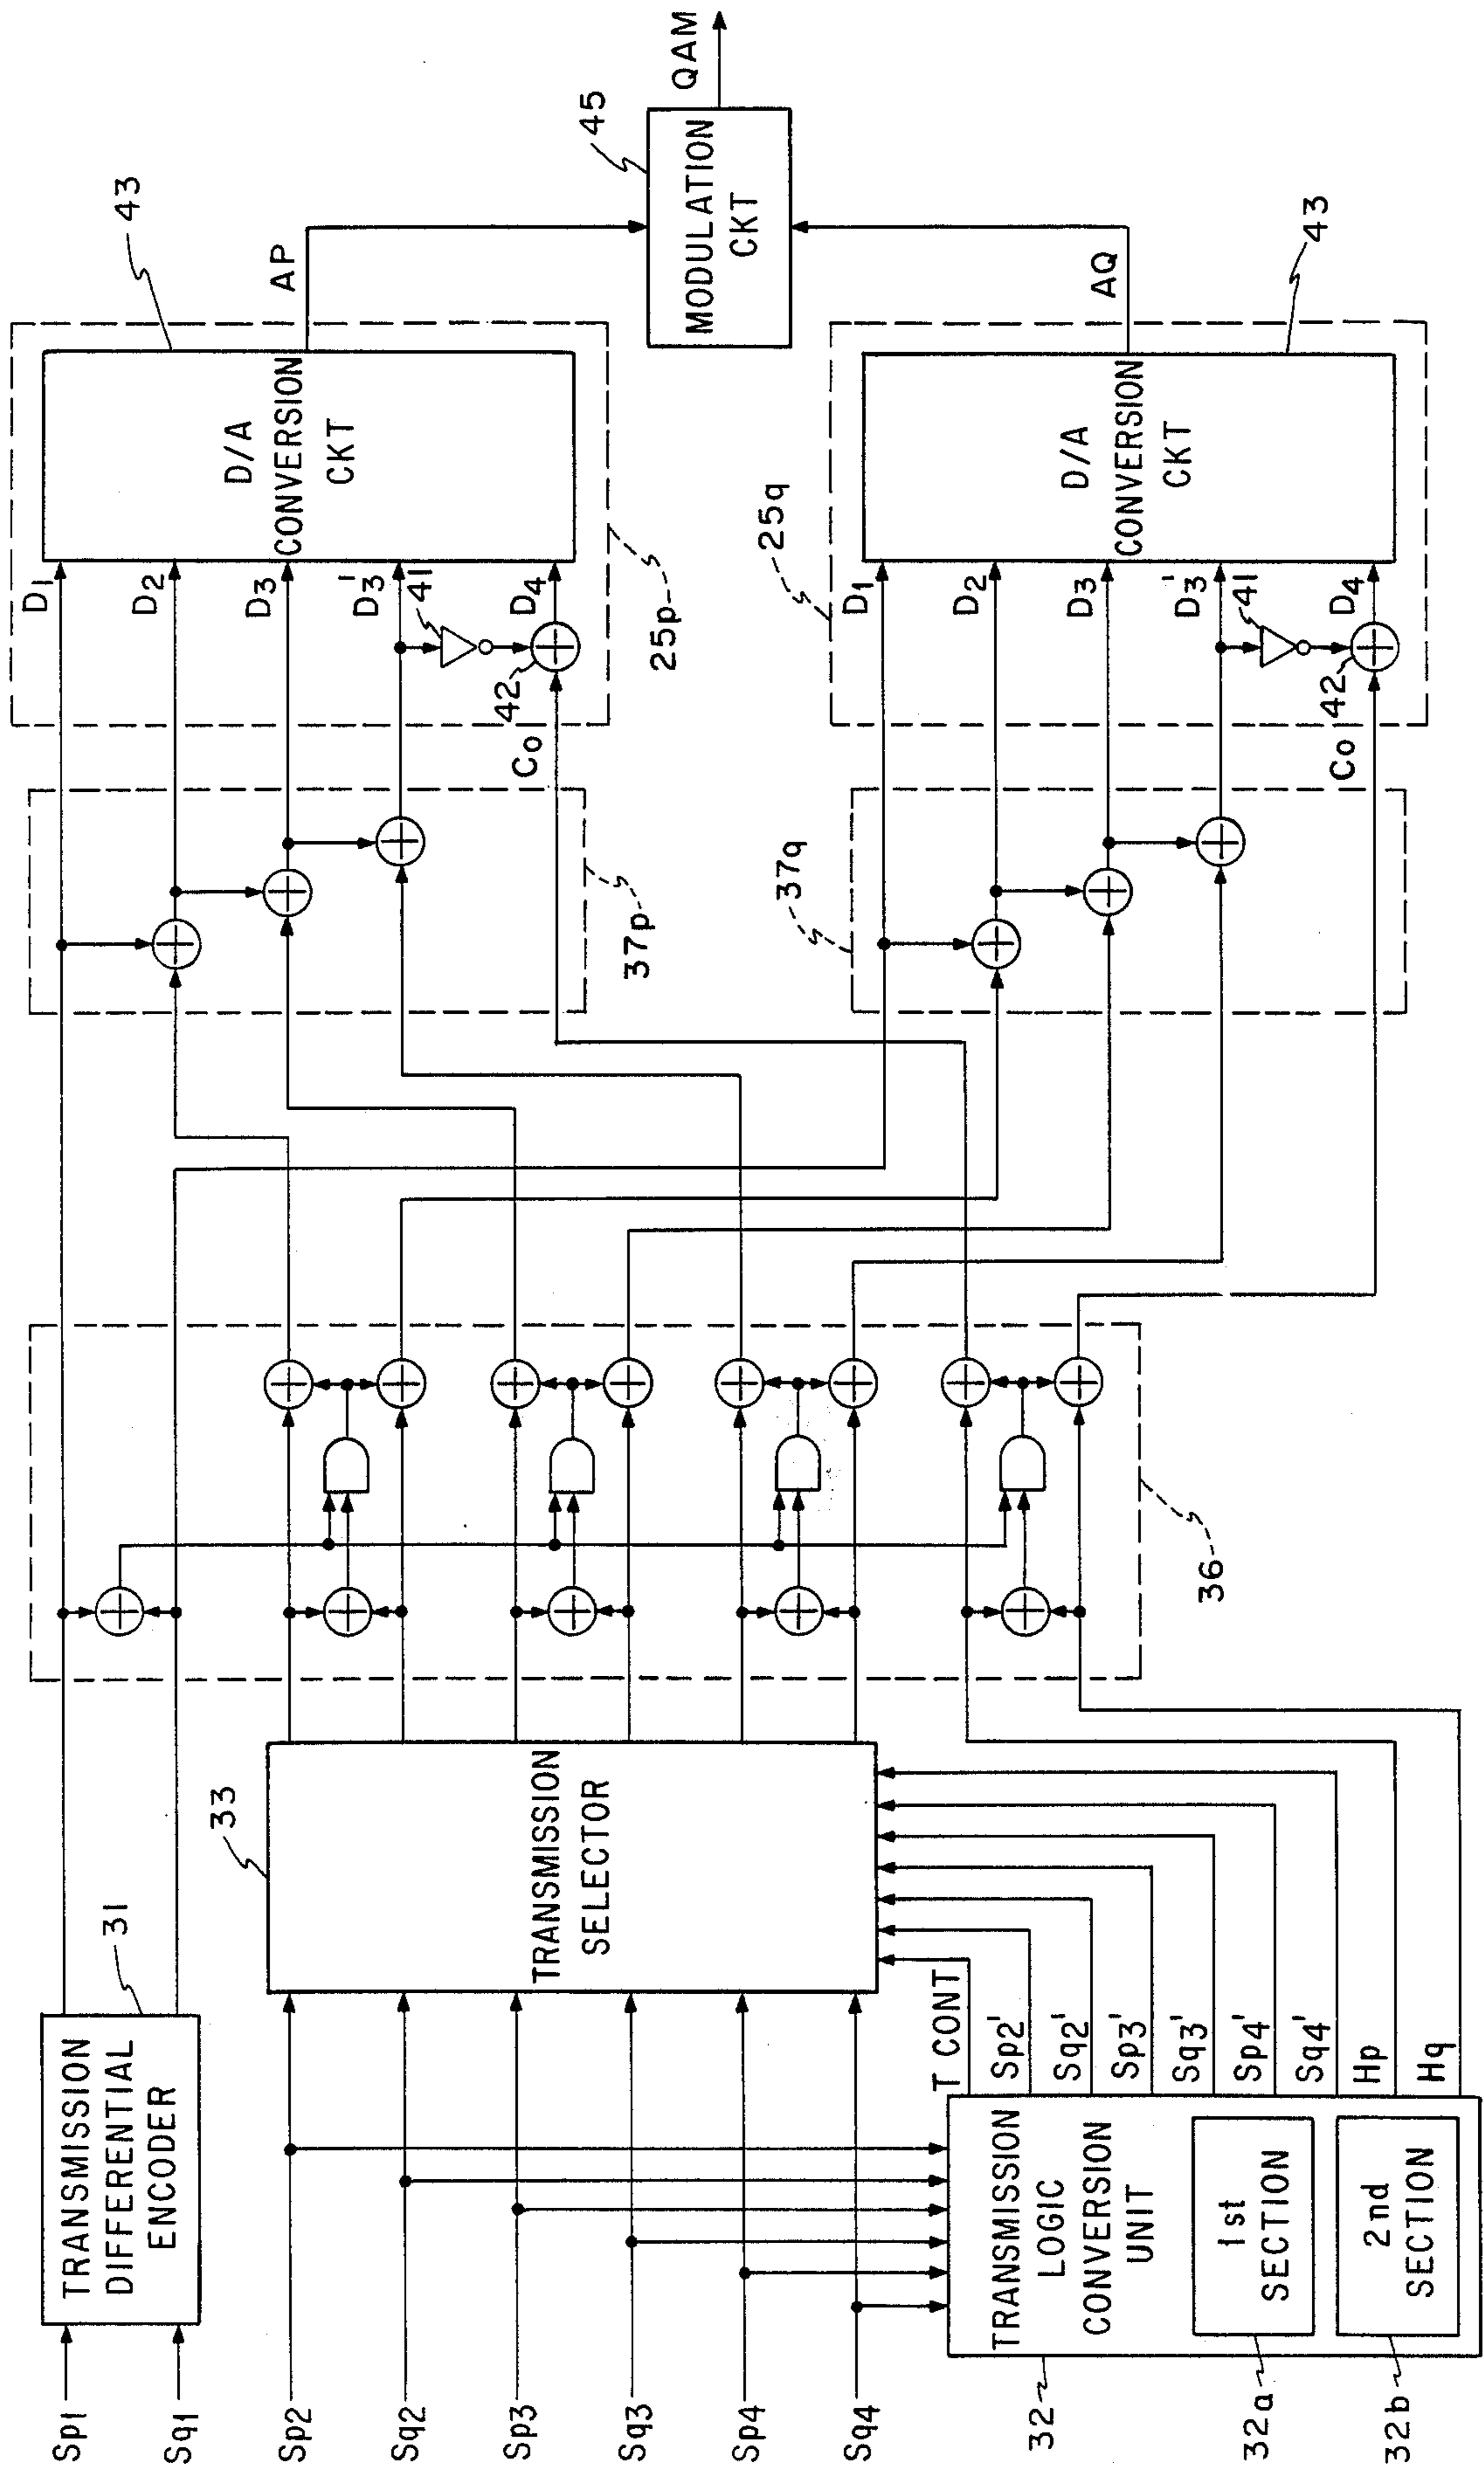 Sp1
Sq1
Sp2
Sq2
Sp3
Sq3
Sp4
Sq4
TRANSMISSION
DIFFERENTIAL
ENCODER
31
TRANSMISSION
LOGIC
CONVERSION
UNIT
1st
SECTION
2nd
SECTION
32
32a
32b
T CONT
Sp2'
Sq2'
Sp3'
Sq3'
Sp4'
Sq4'
Hp
Hq
TRANSMISSION
SELECTOR
33
36
37p
37q
Co
Co
D1
D2
D3
D3'
D4
41
42
25p
D/A
CONVERSION
CKT
43
AP
D1
D2
D3
D3'
D4
41
42
25q
D/A
CONVERSION
CKT
43
AQ
MODULATION
CKT
45
QAM